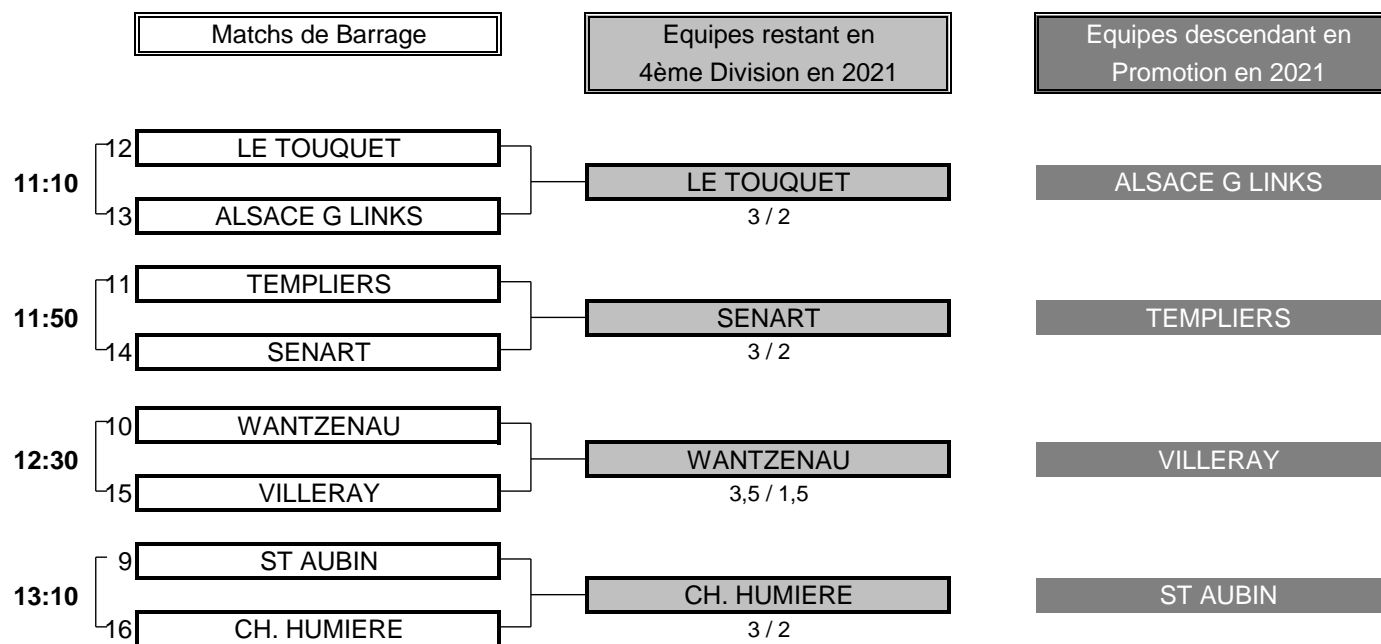 Matchs de Barrage
Equipes restant en
4ème Division en 2021
Equipes descendant en
Promotion en 2021
11:10
12 LE TOUQUET
13 ALSACE G LINKS
LE TOUQUET
3 / 2
ALSACE G LINKS
11:50
11 TEMPLIERS
14 SENART
SENART
3 / 2
TEMPLIERS
12:30
10 WANTZENAU
15 VILLERAY
WANTZENAU
3,5 / 1,5
VILLERAY
13:10
9 ST AUBIN
16 CH. HUMIERE
CH. HUMIERE
3 / 2
ST AUBIN